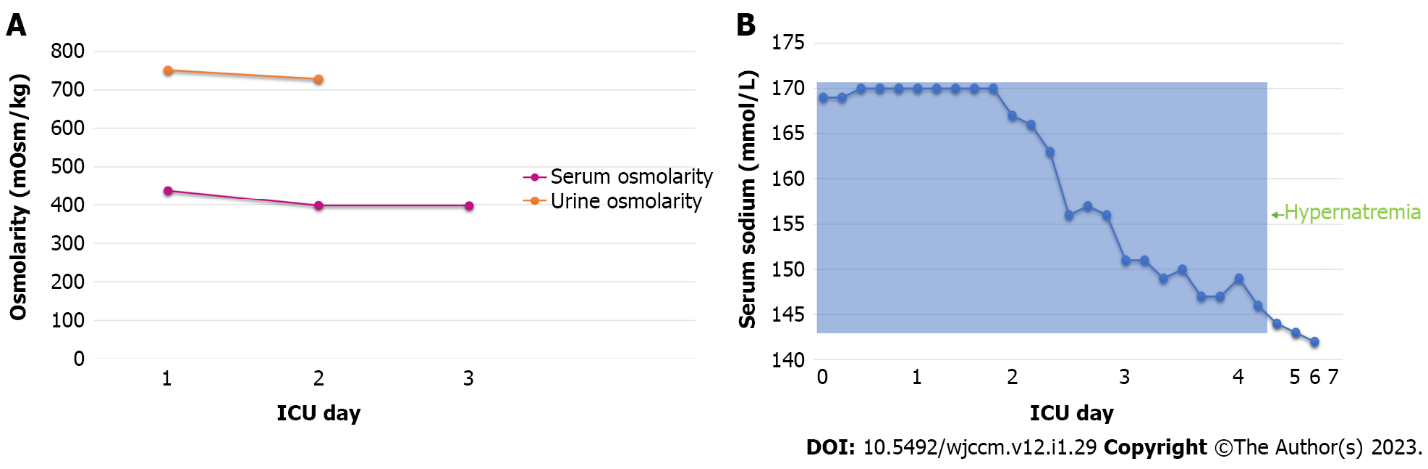 A
Osmolarity (mOsm/kg)
800
700
600
500
400
300
200
100
0
1 2 3
ICU day
Serum osmolarity
Urine osmolarity
B
Serum sodium (mmol/L)
175
170
165
160
155
150
145
140
0 1 2 3 4 5 6 7
ICU day
Hypernatremia
DOI: 10.5492/wjccm.v12.i1.29 Copyright ©The Author(s) 2023.